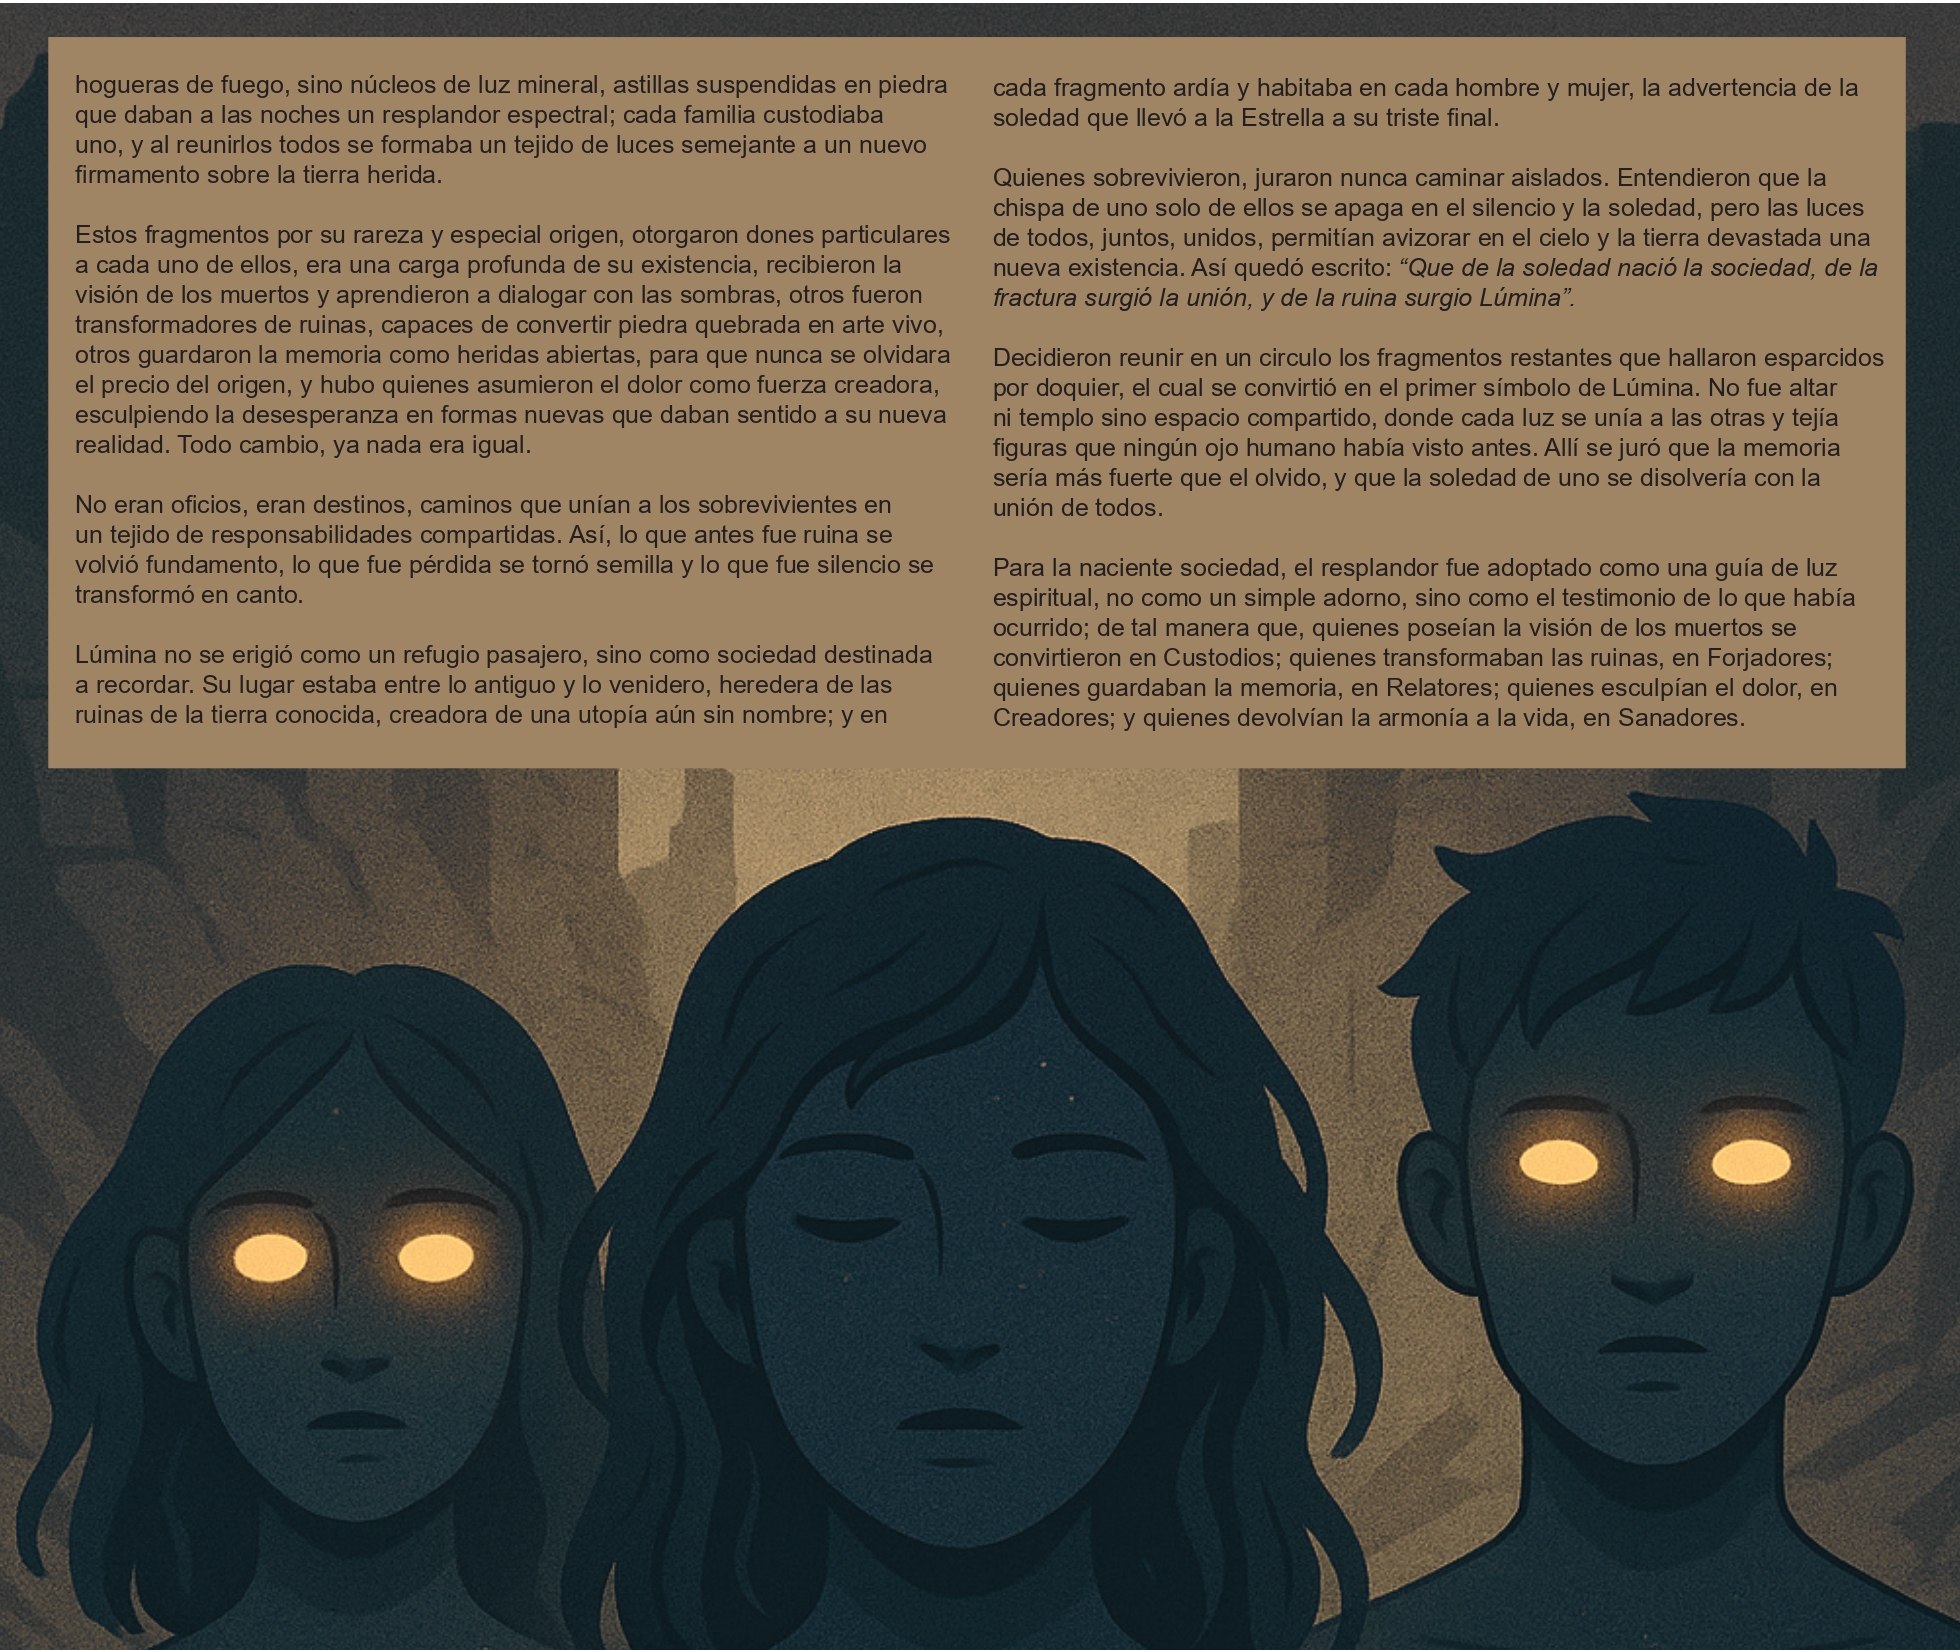 hogueras de fuego, sino núcleos de luz mineral, astillas suspendidas en piedra
que daban a las noches un resplandor espectral; cada familia custodiaba
uno, y al reunirlos todos se formaba un tejido de luces semejante a un nuevo
firmamento sobre la tierra herida.
Estos fragmentos por su rareza y especial origen, otorgaron dones particulares
a cada uno de ellos, era una carga profunda de su existencia, recibieron la
visión de los muertos y aprendieron a dialogar con las sombras, otros fueron
transformadores de ruinas, capaces de convertir piedra quebrada en arte vivo,
otros guardaron la memoria como heridas abiertas, para que nunca se olvidara
el precio del origen, y hubo quienes asumieron el dolor como fuerza creadora,
esculpiendo la desesperanza en formas nuevas que daban sentido a su nueva
realidad. Todo cambio, ya nada era igual.
No eran oficios, eran destinos, caminos que unían a los sobrevivientes en
un tejido de responsabilidades compartidas. Así, lo que antes fue ruina se
volvió fundamento, lo que fue pérdida se tornó semilla y lo que fue silencio se
transformó en canto.
Lúmina no se erigió como un refugio pasajero, sino como sociedad destinada
a recordar. Su lugar estaba entre lo antiguo y lo venidero, heredera de las
ruinas de la tierra conocida, creadora de una utopía aún sin nombre; y en
cada fragmento ardía y habitaba en cada hombre y mujer, la advertencia de la
soledad que llevó a la Estrella a su triste final.
Quienes sobrevivieron, juraron nunca caminar aislados. Entendieron que la
chispa de uno solo de ellos se apaga en el silencio y la soledad, pero las luces
de todos, juntos, unidos, permitían avizorar en el cielo y la tierra devastada una
nueva existencia. Así quedó escrito: “Que de la soledad nació la sociedad, de la
fractura surgió la unión, y de la ruina surgio Lúmina”.
Decidieron reunir en un circulo los fragmentos restantes que hallaron esparcidos
por doquier, el cual se convirtió en el primer símbolo de Lúmina. No fue altar
ni templo sino espacio compartido, donde cada luz se unía a las otras y tejía
figuras que ningún ojo humano había visto antes. Allí se juró que la memoria
sería más fuerte que el olvido, y que la soledad de uno se disolvería con la
unión de todos.
Para la naciente sociedad, el resplandor fue adoptado como una guía de luz
espiritual, no como un simple adorno, sino como el testimonio de lo que había
ocurrido; de tal manera que, quienes poseían la visión de los muertos se
convirtieron en Custodios; quienes transformaban las ruinas, en Forjadores;
quienes guardaban la memoria, en Relatores; quienes esculpían el dolor, en
Creadores; y quienes devolvían la armonía a la vida, en Sanadores.